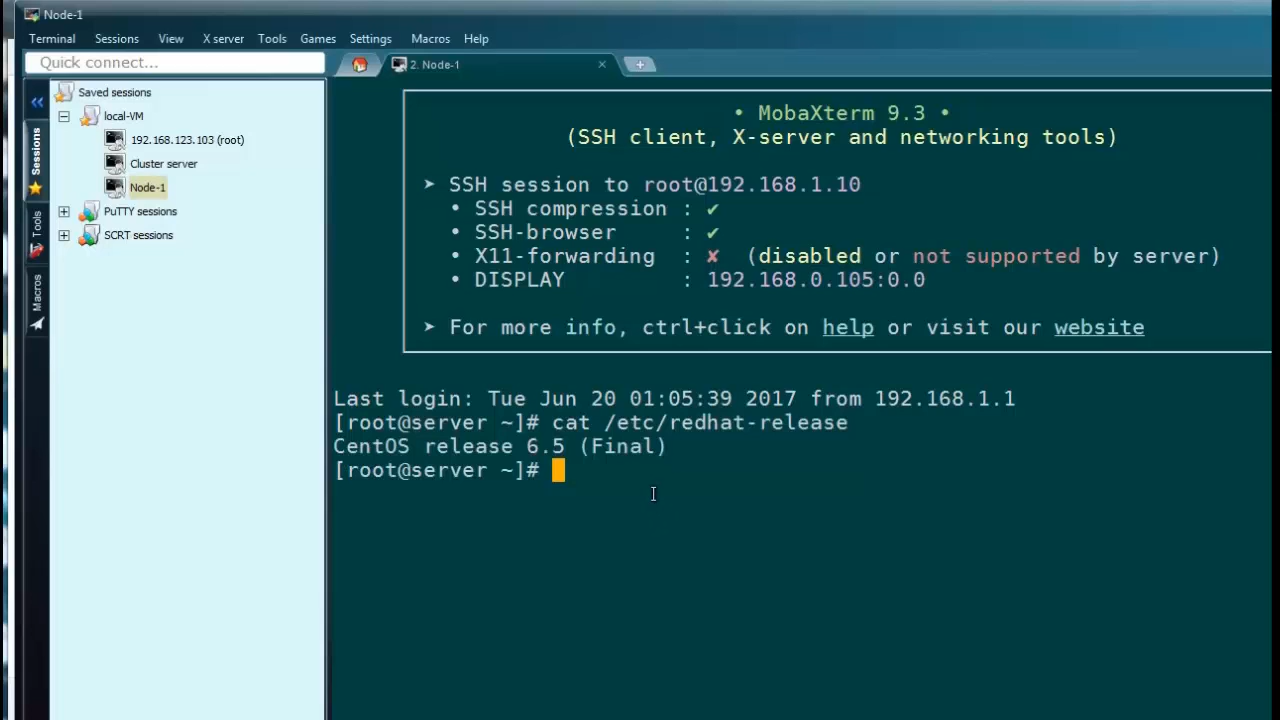 Node-1
Terminal Sessions View X server Tools Games Settings Macros Help
Quick connect...
2. Node-1
Sessions
Tools
Macros
Saved sessions
local-VM
192.168.123.103 (root)
Cluster server
Node-1
PuTTY sessions
SCRT sessions
• MobaXterm 9.3 •
(SSH client, X-server and networking tools)
➤ SSH session to root@192.168.1.10
• SSH compression : ✔
• SSH-browser : ✔
• X11-forwarding : ✘ (disabled or not supported by server)
• DISPLAY : 192.168.0.105:0.0
➤ For more info, ctrl+click on help or visit our website
Last login: Tue Jun 20 01:05:39 2017 from 192.168.1.1
[root@server ~]# cat /etc/redhat-release
CentOS release 6.5 (Final)
[root@server ~]#